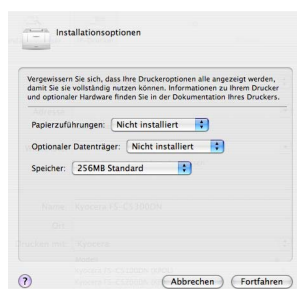 Installationsoptionen
Vergewissern Sie sich, dass Ihre Druckeroptionen alle angezeigt werden,
damit Sie sie vollständig nutzen können. Informationen zu Ihrem Drucker
und optionaler Hardware finden Sie in der Dokumentation Ihres Druckers.
Papierzuführungen: Nicht installiert
Optionaler Datenträger: Nicht installiert
Speicher: 256MB Standard
Name:
Ort:
Kyocera
? Abbrechen Fortfahren